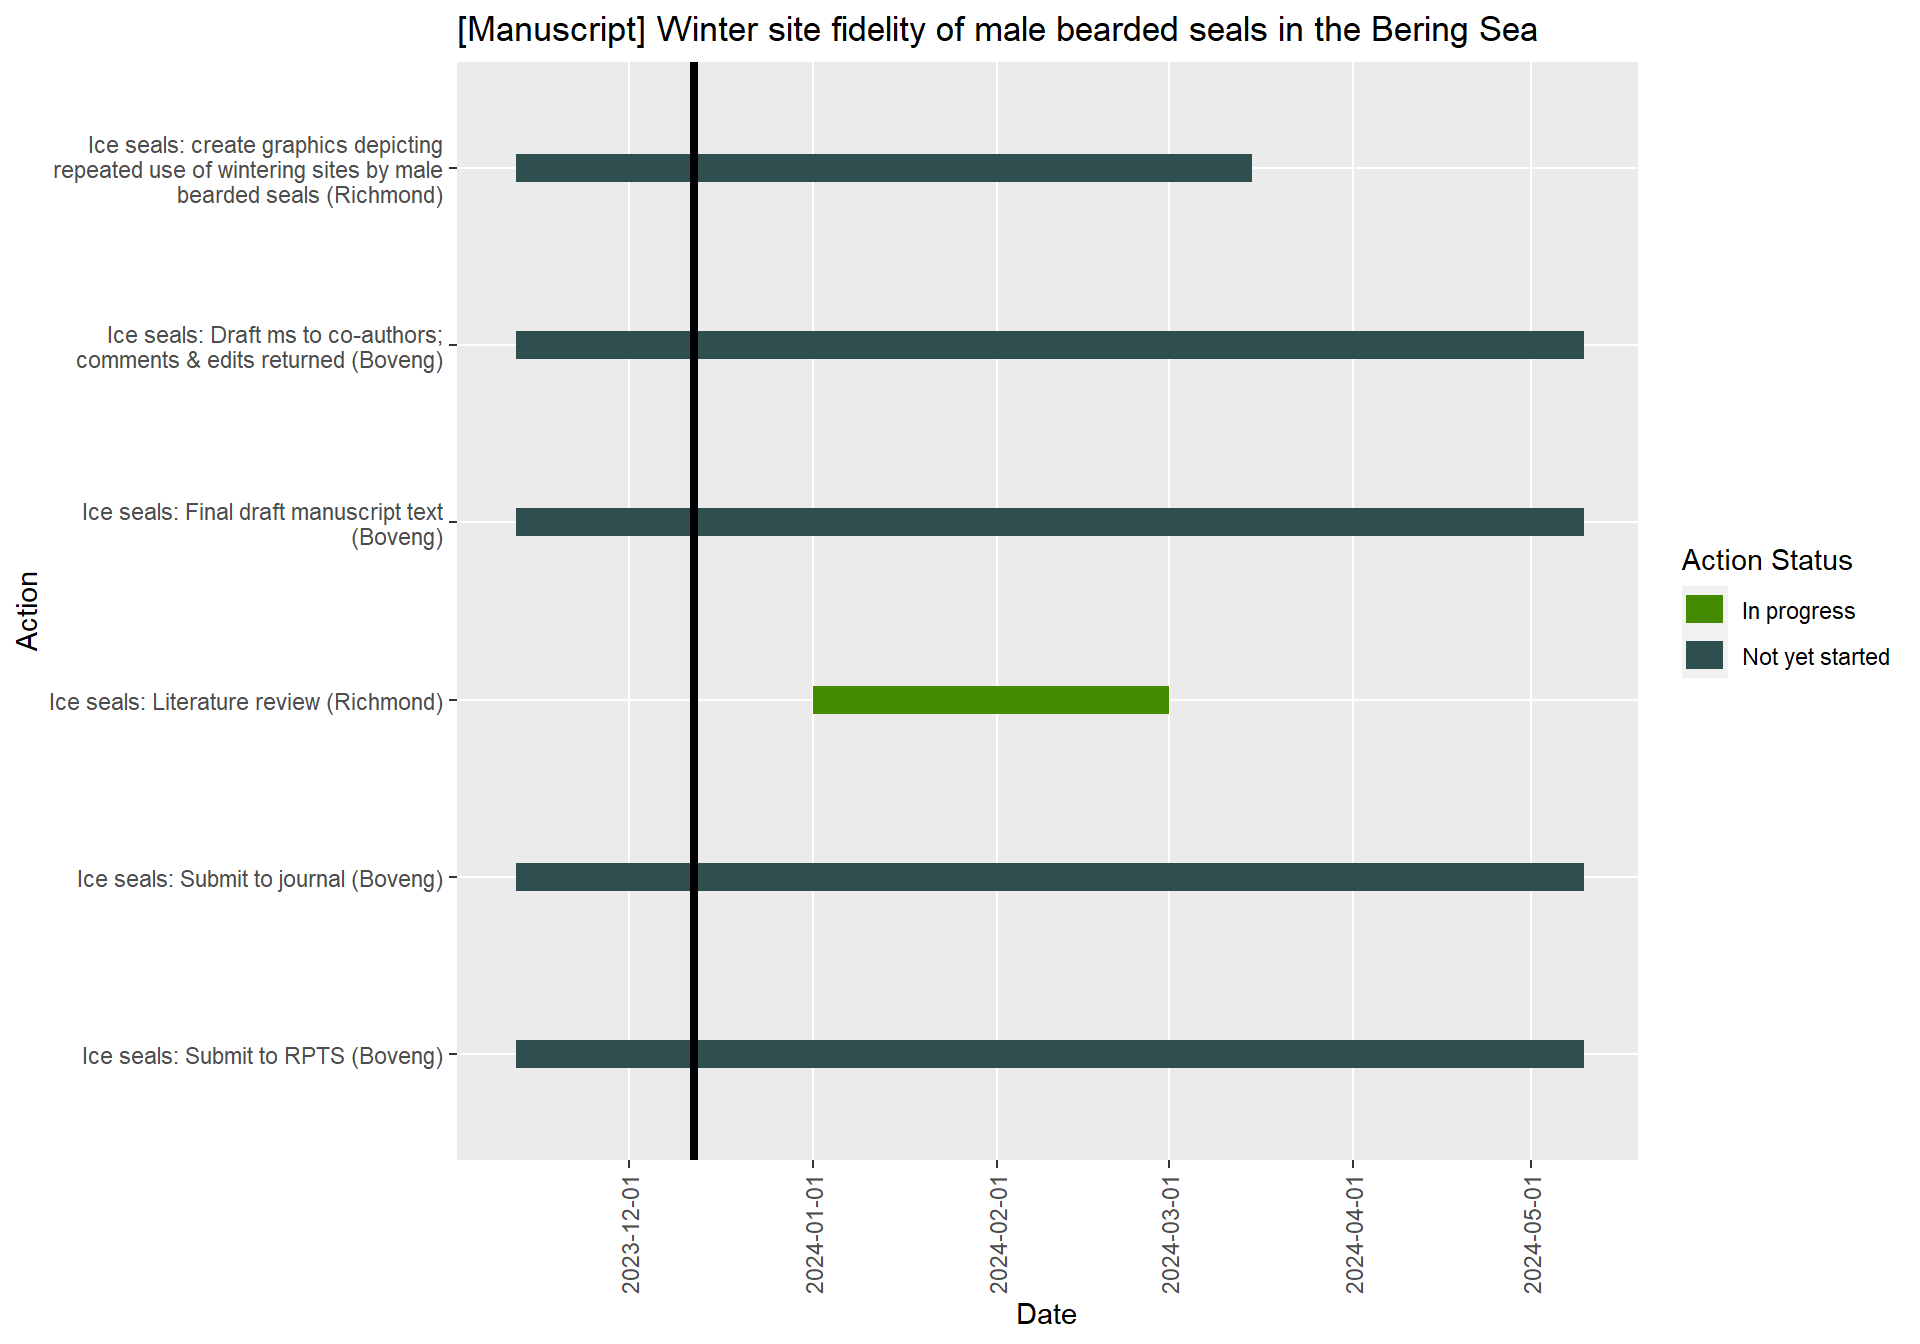 [Manuscript] Winter site fidelity of male bearded seals in the Bering Sea
Ice seals: create graphics depicting
repeated use of wintering sites by male
bearded seals (Richmond)
Ice seals: Draft ms to co-authors;
comments & edits returned (Boveng)
Ice seals: Final draft manuscript text
(Boveng)
Ice seals: Literature review (Richmond)
Ice seals: Submit to journal (Boveng)
Ice seals: Submit to RPTS (Boveng)
Action
2023-12-01
2024-01-01
2024-02-01
2024-03-01
2024-04-01
2024-05-01
Date
Action Status
In progress
Not yet started